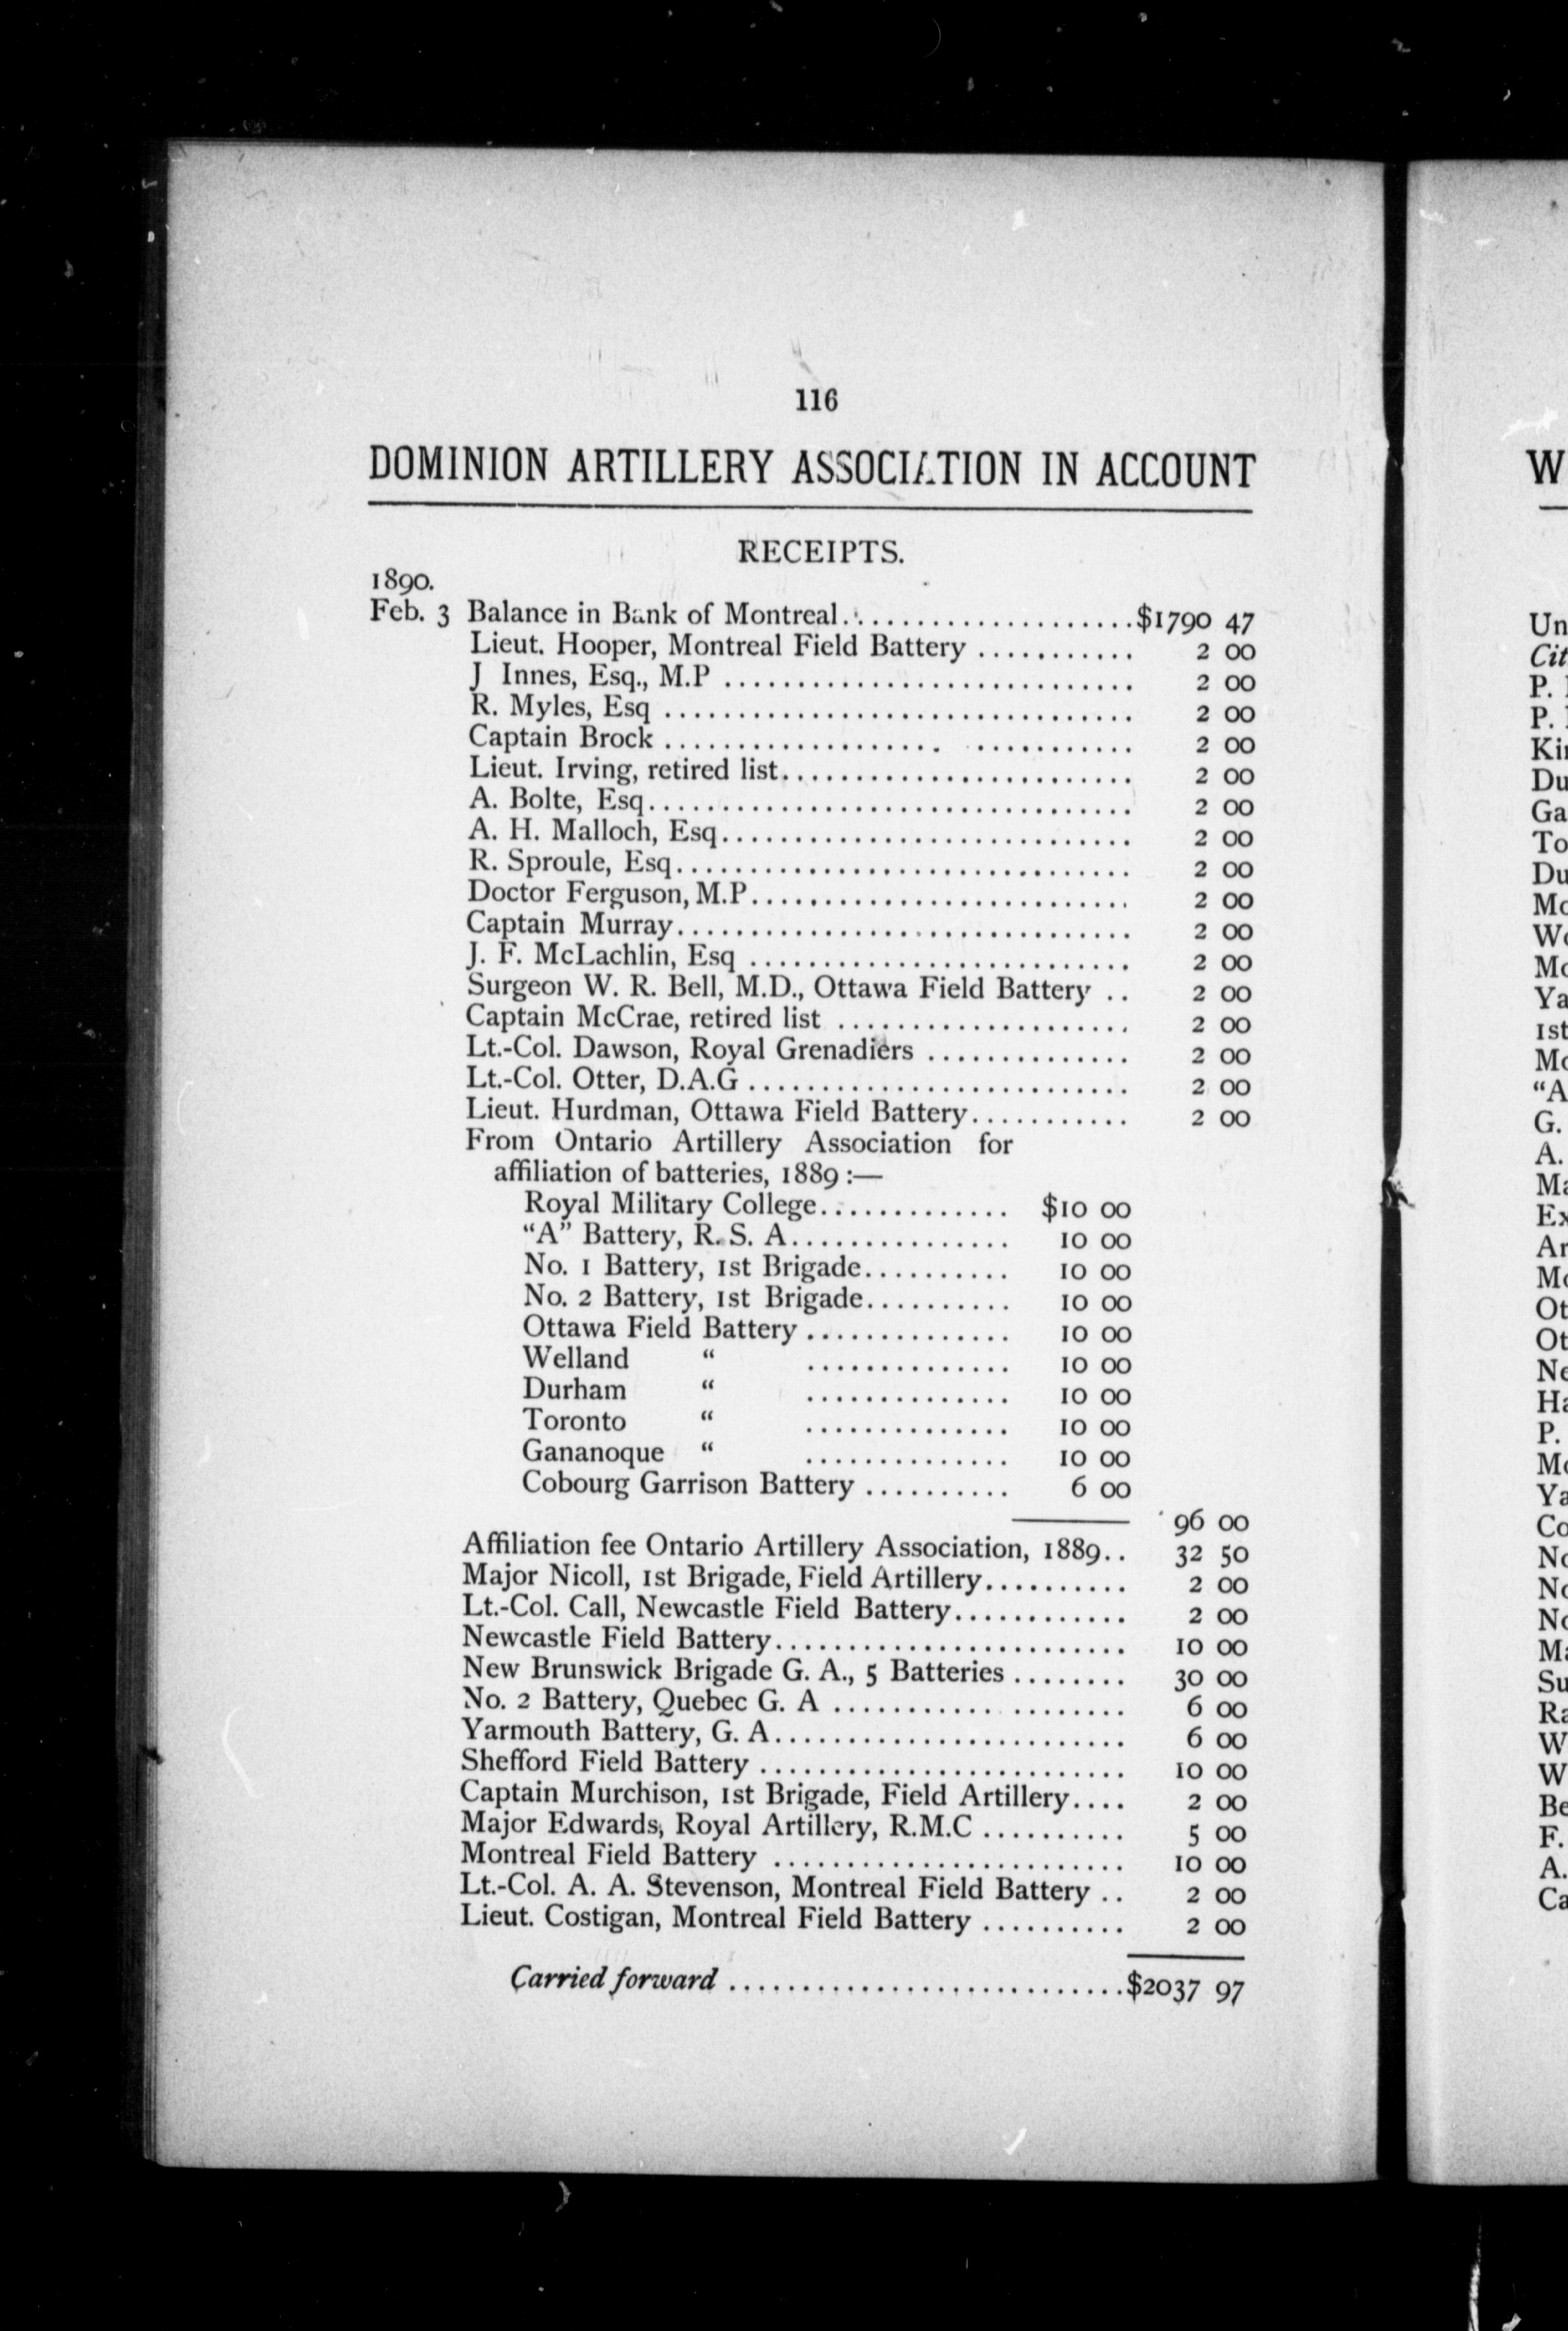 116
DOMINION ARTILLERY ASSOCIATION IN ACCOUNT
RECEIPTS.
1890.
Feb. 3 Balance in Bank of Montreal....................$1790 47
Lieut. Hooper, Montreal Field Battery ........... 2 00
J Innes, Esq., M.P ............................ 2 00
R. Myles, Esq ................................ 2 00
Captain Brock ................... ........... 2 00
Lieut. Irving, retired list........................ 2 00
A. Bolte, Esq................................. 2 00
A. H. Malloch, Esq............................ 2 00
R. Sproule, Esq............................... 2 00
Doctor Ferguson, M.P.......................... 2 00
Captain Murray............................... 2 00
J. F. McLachlin, Esq .......................... 2 00
Surgeon W. R. Bell, M.D., Ottawa Field Battery .. 2 00
Captain McCrae, retired list .................... 2 00
Lt.-Col. Dawson, Royal Grenadiers .............. 2 00
Lt.-Col. Otter, D.A.G .......................... 2 00
Lieut. Hurdman, Ottawa Field Battery........... 2 00
From Ontario Artillery Association for
affiliation of batteries, 1889 :—
Royal Military College............. $10 00
“A” Battery, R. S. A............... 10 00
No. 1 Battery, 1st Brigade.......... 10 00
No. 2 Battery, 1st Brigade.......... 10 00
Ottawa Field Battery .............. 10 00
Welland “ .............. 10 00
Durham “ .............. 10 00
Toronto “ .............. 10 00
Gananoque “ .............. 10 00
Cobourg Garrison Battery .......... 6 00
96 00
Affiliation fee Ontario Artillery Association, 1889.. 32 50
Major Nicoll, 1st Brigade, Field Artillery.......... 2 00
Lt.-Col. Call, Newcastle Field Battery............ 2 00
Newcastle Field Battery........................ 10 00
New Brunswick Brigade G. A., 5 Batteries ........ 30 00
No. 2 Battery, Quebec G. A .................... 6 00
Yarmouth Battery, G. A........................ 6 00
Shefford Field Battery ......................... 10 00
Captain Murchison, 1st Brigade, Field Artillery.... 2 00
Major Edwards, Royal Artillery, R.M.C .......... 5 00
Montreal Field Battery ........................ 10 00
Lt.-Col. A. A. Stevenson, Montreal Field Battery .. 2 00
Lieut. Costigan, Montreal Field Battery .......... 2 00
Carried forward ...........................$2037 97